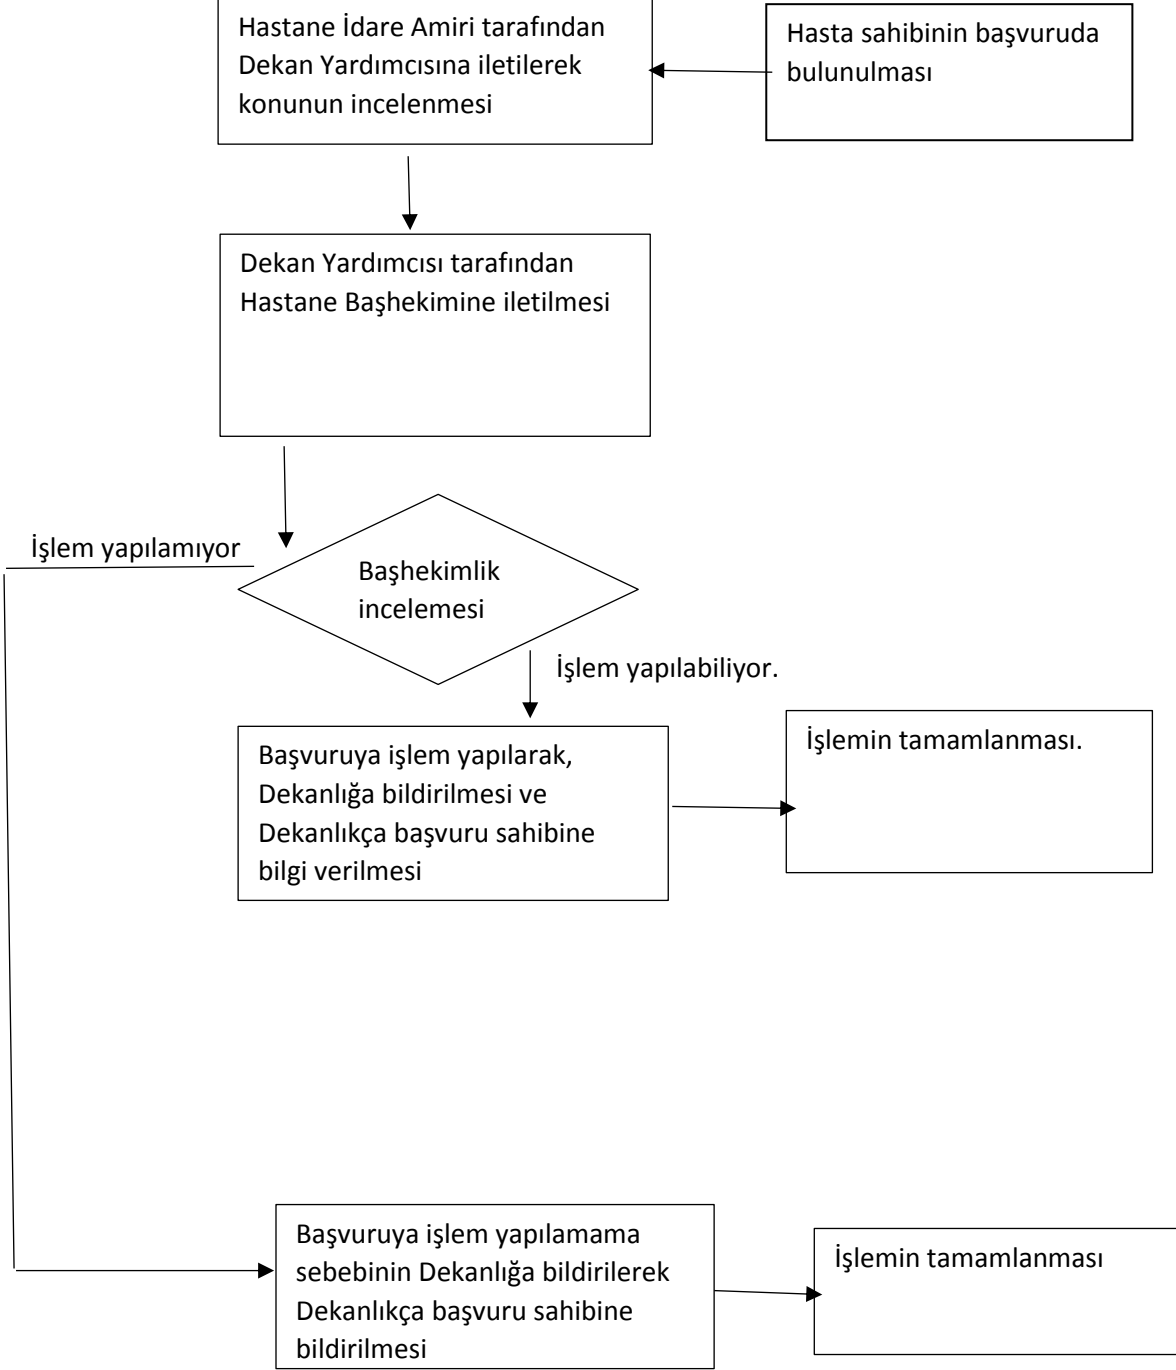 Hastane İdare Amiri tarafından
Dekan Yardımcısına iletilerek
konunun incelenmesi
Hasta sahibinin başvuruda
bulunulması
Dekan Yardımcısı tarafından
Hastane Başhekimine iletilmesi
İşlem yapılamıyor
Başhekimlik
incelemesi
İşlem yapılabiliyor.
Başvuruya işlem yapılarak,
Dekanlığa bildirilmesi ve
Dekanlıkça başvuru sahibine
bilgi verilmesi
İşlemin tamamlanması.
Başvuruya işlem yapılamama
sebebinin Dekanlığa bildirilerek
Dekanlıkça başvuru sahibine
bildirilmesi
İşlemin tamamlanması